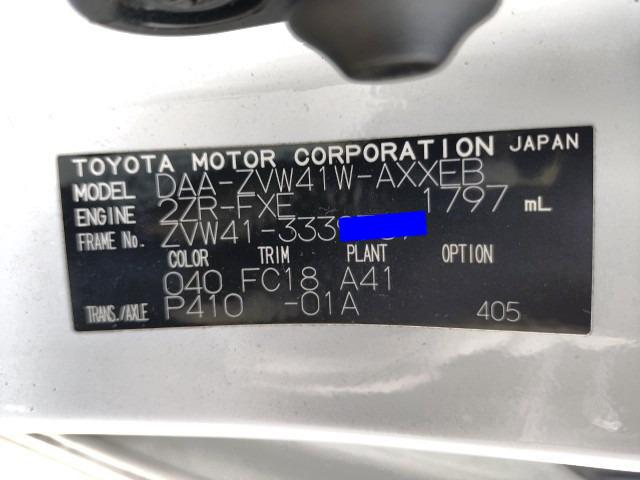 TOYOTA MOTOR CORPORATION JAPAN
MODEL DAA-ZVW41W-AXXEB
ENGINE 2ZR-FXE 1797 mL
FRAME No. ZVW41-333
COLOR TRIM PLANT OPTION
040 FC18 A41
TRANS./AXLE P410 -01A 405